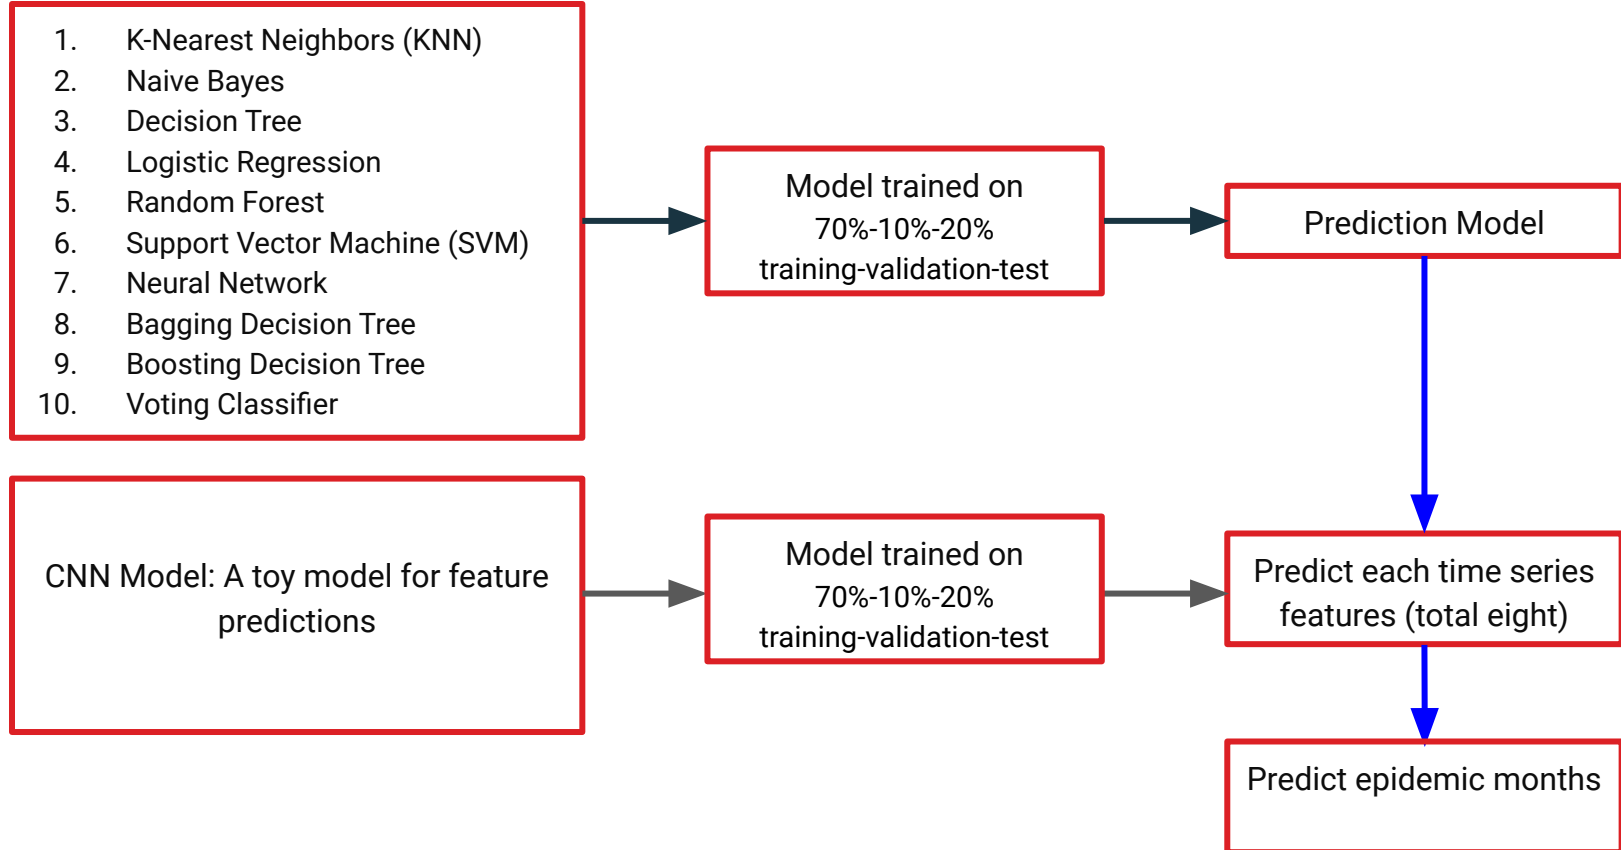 1. K-Nearest Neighbors (KNN)
2. Naive Bayes
3. Decision Tree
4. Logistic Regression
5. Random Forest
6. Support Vector Machine (SVM)
7. Neural Network
8. Bagging Decision Tree
9. Boosting Decision Tree
10. Voting Classifier
Model trained on
70%-10%-20%
training-validation-test
Prediction Model
CNN Model: A toy model for feature
predictions
Model trained on
70%-10%-20%
training-validation-test
Predict each time series
features (total eight)
Predict epidemic months